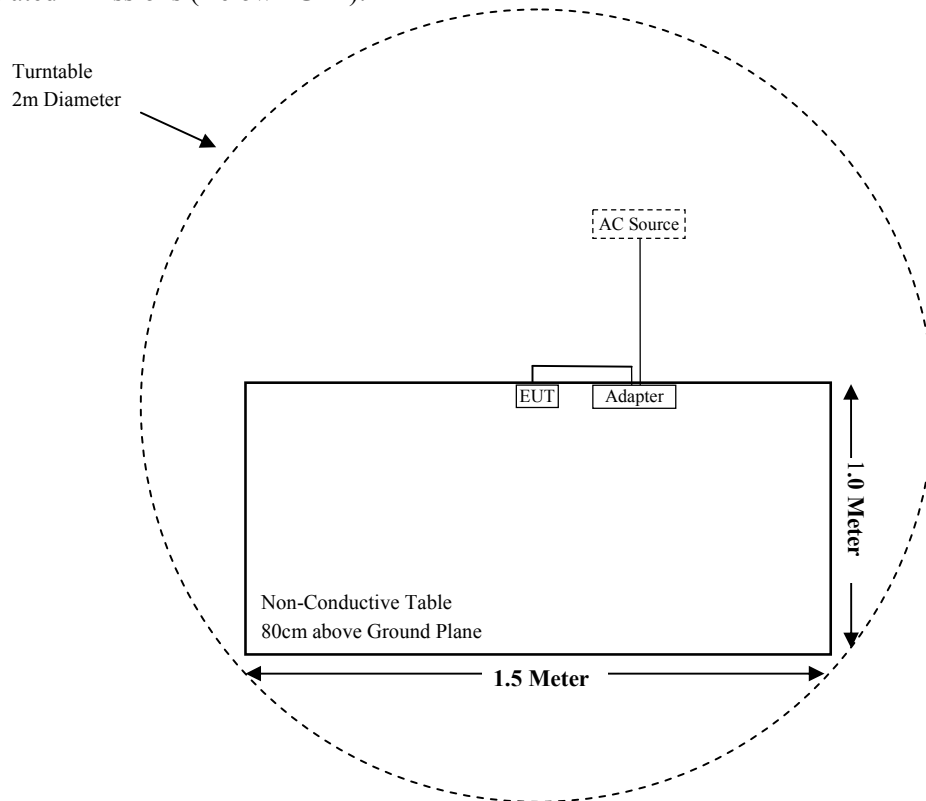 Turntable
2m Diameter
AC Source
EUT
Adapter
1.0 Meter
Non-Conductive Table
80cm above Ground Plane
1.5 Meter